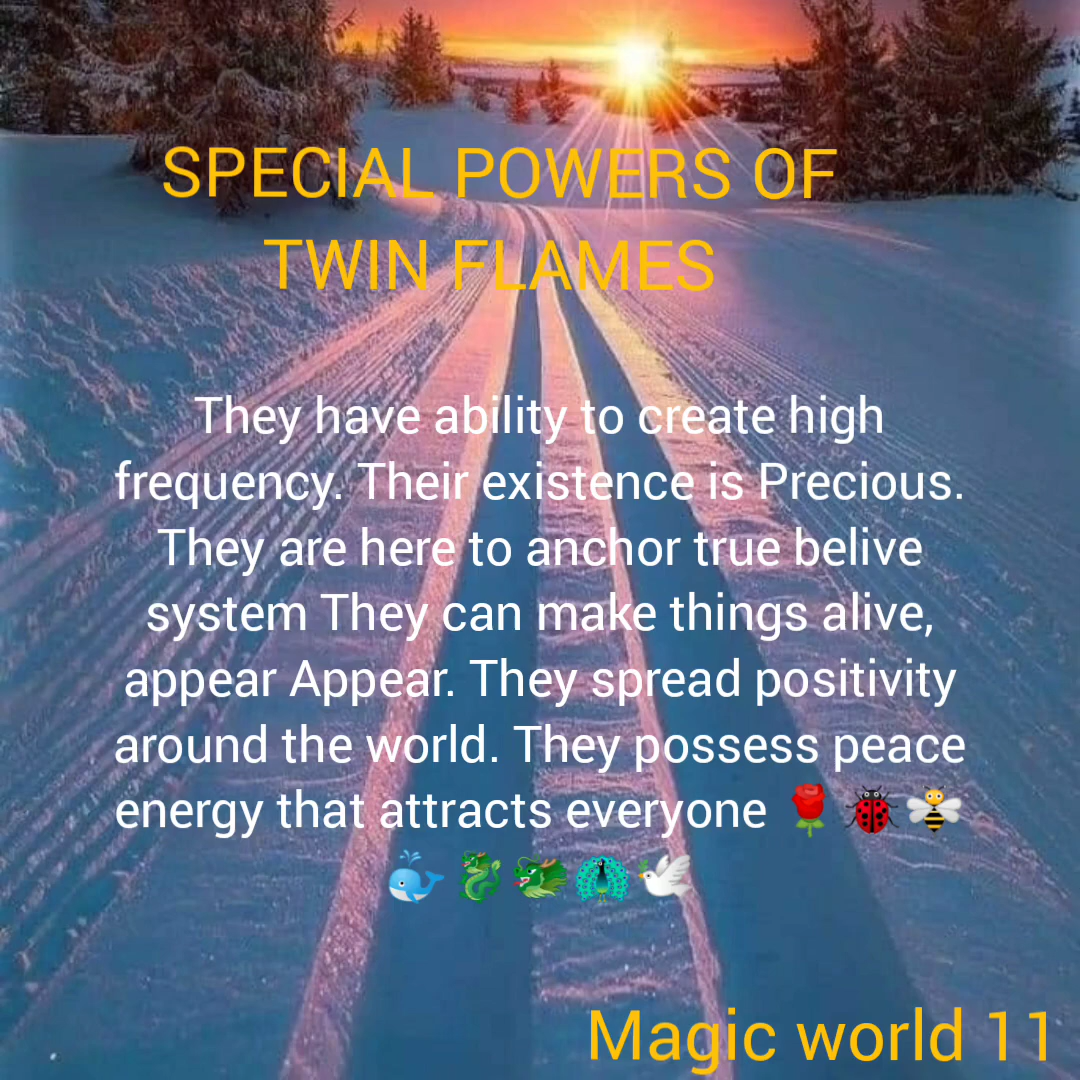 SPECIAL POWERS OF
TWIN FLAMES
They have ability to create high
frequency. Their existence is Precious.
They are here to anchor true belive
system They can make things alive,
appear Appear. They spread positivity
around the world. They possess peace
energy that attracts everyone 🌹🐞🐝
🐳🐉🐲🦚🕊️
Magic world 11